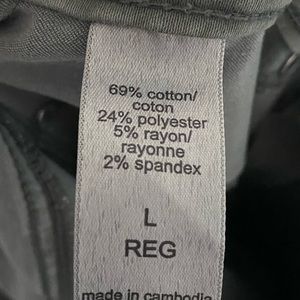 69% cotton/
coton
24% polyester
5% rayon/
rayonne
2% spandex
L
REG
made in cambodia